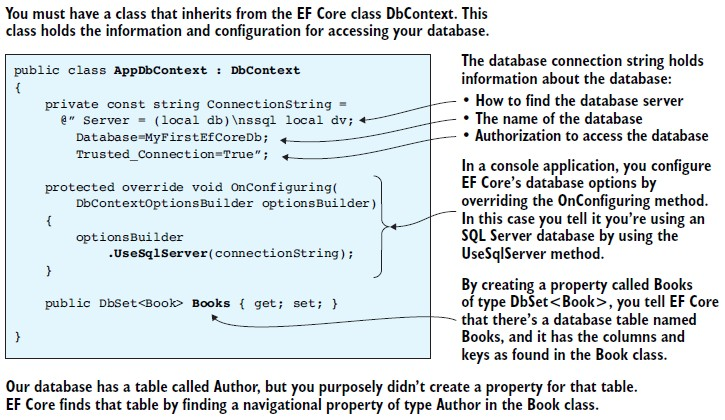 You must have a class that inherits from the EF Core class DbContext. This
class holds the information and configuration for accessing your database.
public class AppDbContext : DbContext
{
private const string ConnectionString =
@” Server = (local db)\nssql local dv;
Database=MyFirstEfCoreDb;
Trusted_Connection=True”;
protected override void OnConfiguring(
DbContextOptionsBuilder optionsBuilder)
{
optionsBuilder
.UseSqlServer(connectionString);
}
public DbSet<Book> Books { get; set; }
}
The database connection string holds
information about the database:
• How to find the database server
• The name of the database
• Authorization to access the database
In a console application, you configure
EF Core’s database options by
overriding the OnConfiguring method.
In this case you tell it you’re using an
SQL Server database by using the
UseSqlServer method.
By creating a property called Books
of type DbSet<Book>, you tell EF Core
that there’s a database table named
Books, and it has the columns and
keys as found in the Book class.
Our database has a table called Author, but you purposely didn’t create a property for that table.
EF Core finds that table by finding a navigational property of type Author in the Book class.